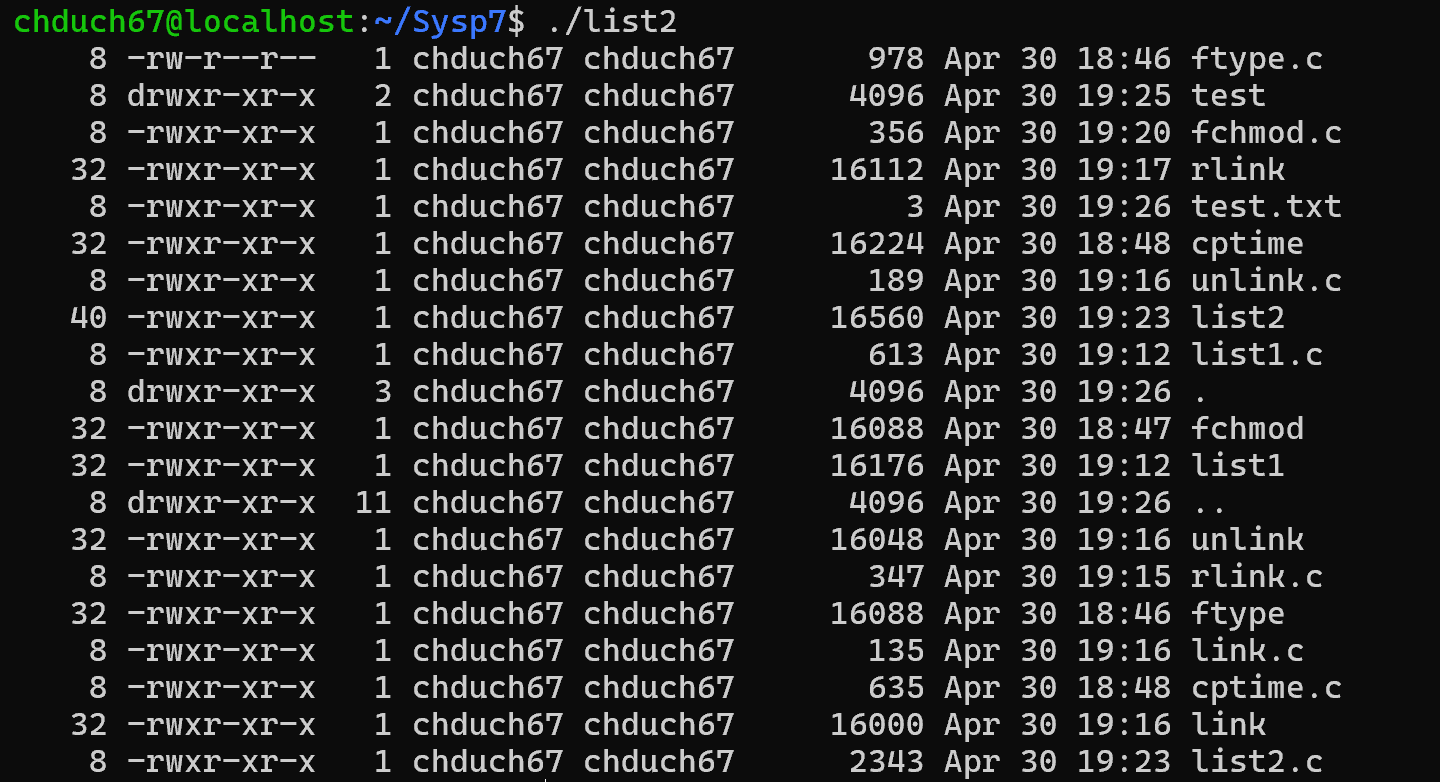 chduch67@localhost:~/Sysp7$ ./list2
    8 -rw-r--r--   1 chduch67 chduch67       978 Apr 30 18:46 ftype.c
    8 drwxr-xr-x   2 chduch67 chduch67      4096 Apr 30 19:25 test
    8 -rwxr-xr-x   1 chduch67 chduch67       356 Apr 30 19:20 fchmod.c
   32 -rwxr-xr-x   1 chduch67 chduch67     16112 Apr 30 19:17 rlink
    8 -rwxr-xr-x   1 chduch67 chduch67         3 Apr 30 19:26 test.txt
   32 -rwxr-xr-x   1 chduch67 chduch67     16224 Apr 30 18:48 cptime
    8 -rwxr-xr-x   1 chduch67 chduch67       189 Apr 30 19:16 unlink.c
   40 -rwxr-xr-x   1 chduch67 chduch67     16560 Apr 30 19:23 list2
    8 -rwxr-xr-x   1 chduch67 chduch67       613 Apr 30 19:12 list1.c
    8 drwxr-xr-x   3 chduch67 chduch67      4096 Apr 30 19:26 .
   32 -rwxr-xr-x   1 chduch67 chduch67     16088 Apr 30 18:47 fchmod
   32 -rwxr-xr-x   1 chduch67 chduch67     16176 Apr 30 19:12 list1
    8 drwxr-xr-x  11 chduch67 chduch67      4096 Apr 30 19:26 ..
   32 -rwxr-xr-x   1 chduch67 chduch67     16048 Apr 30 19:16 unlink
    8 -rwxr-xr-x   1 chduch67 chduch67       347 Apr 30 19:15 rlink.c
   32 -rwxr-xr-x   1 chduch67 chduch67     16088 Apr 30 18:46 ftype
    8 -rwxr-xr-x   1 chduch67 chduch67       135 Apr 30 19:16 link.c
    8 -rwxr-xr-x   1 chduch67 chduch67       635 Apr 30 18:48 cptime.c
   32 -rwxr-xr-x   1 chduch67 chduch67     16000 Apr 30 19:16 link
    8 -rwxr-xr-x   1 chduch67 chduch67      2343 Apr 30 19:23 list2.c